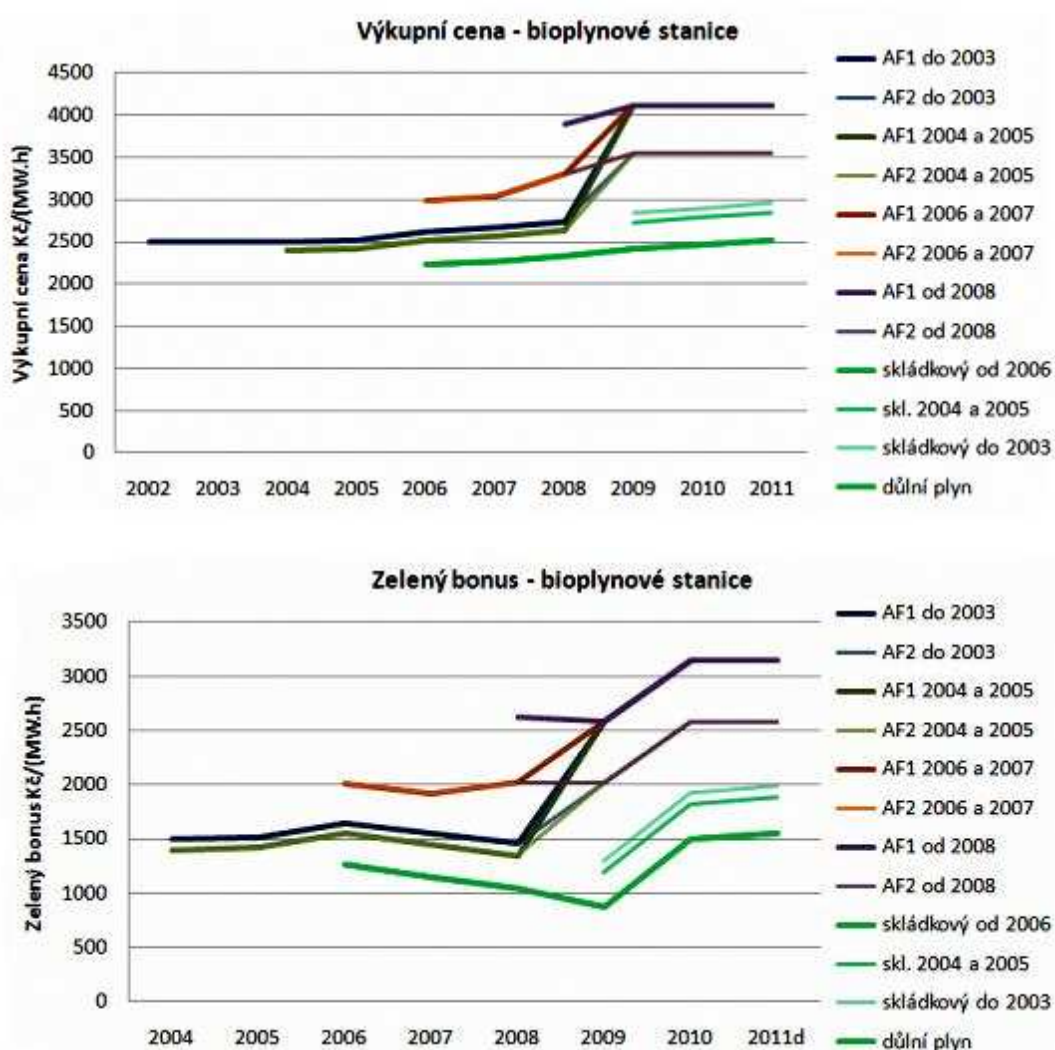 Výkupní cena - bioplynové stanice
Výkupní cena Kč/(MW.h)
4500
4000
3500
3000
2500
2000
1500
1000
500
0
2002 2003 2004 2005 2006 2007 2008 2009 2010 2011
AF1 do 2003
AF2 do 2003
AF1 2004 a 2005
AF2 2004 a 2005
AF1 2006 a 2007
AF2 2006 a 2007
AF1 od 2008
AF2 od 2008
skládkový od 2006
skl. 2004 a 2005
skládkový do 2003
důlní plyn
Zelený bonus - bioplynové stanice
Zelený bonus Kč/(MW.h)
3500
3000
2500
2000
1500
1000
500
0
2004 2005 2006 2007 2008 2009 2010 2011d
AF1 do 2003
AF2 do 2003
AF1 2004 a 2005
AF2 2004 a 2005
AF1 2006 a 2007
AF2 2006 a 2007
AF1 od 2008
AF2 od 2008
skládkový od 2006
skl. 2004 a 2005
skládkový do 2003
důlní plyn